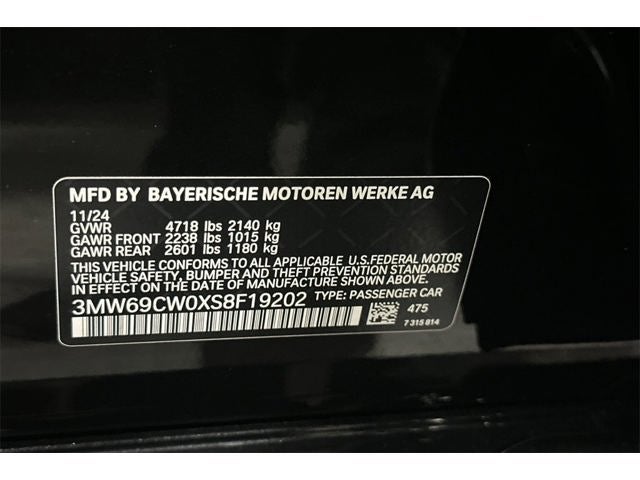 MFD BY BAYERISCHE MOTOREN WERKE AG
11/24
GVWR 4718 lbs 2140 kg
GAWR FRONT 2238 lbs 1015 kg
GAWR REAR 2601 lbs 1180 kg
THIS VEHICLE CONFORMS TO ALL APPLICABLE U.S.FEDERAL MOTOR
VEHICLE SAFETY, BUMPER AND THEFT PREVENTION STANDARDS
IN EFFECT ON THE DATE OF MANUFACTURE SHOWN ABOVE.
3MW69CW0XS8F19202 TYPE: PASSENGER CAR
475
7 315 814